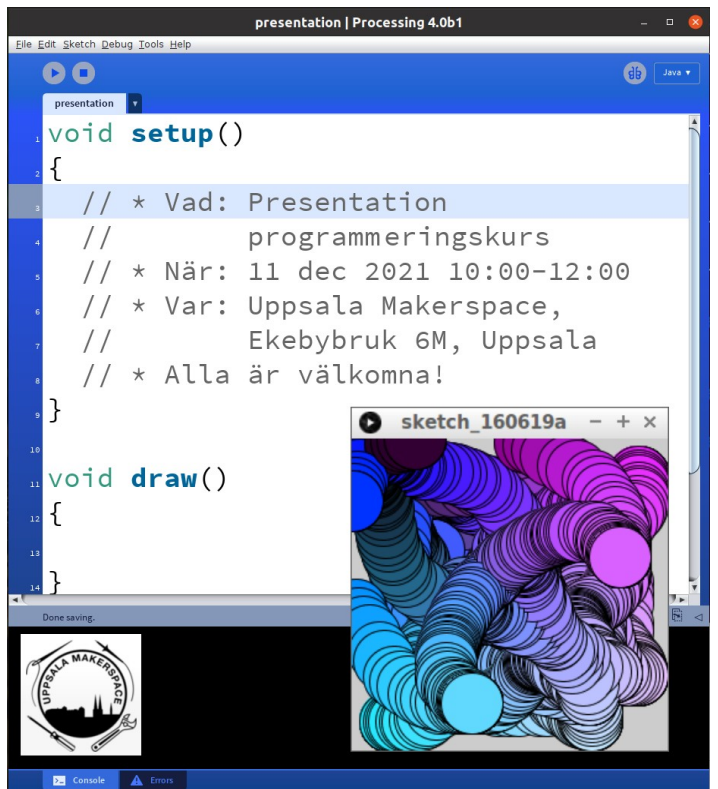 presentation | Processing 4.0b1
File Edit Sketch Debug Tools Help
Java ▼
presentation ▼
1 void setup()
2 {
3 // * Vad: Presentation
4 // programmeringskurs
5 // * När: 11 dec 2021 10:00-12:00
6 // * Var: Uppsala Makerspace,
7 // Ekebybruk 6M, Uppsala
8 // * Alla är välkomna!
9 }
10
11 void draw()
12 {
13
14 }
sketch_160619a
Done saving.
UPPSALA MAKERSPACE
Console Errors